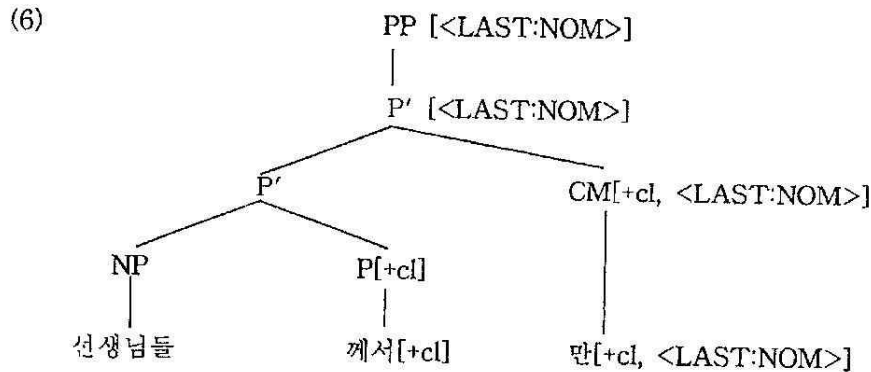 (6)
PP [<LAST:NOM>]
P′ [<LAST:NOM>]
P′ CM[+cl, <LAST:NOM>]
NP P[+cl]
선생님들 께서[+cl] 만[+cl, <LAST:NOM>]